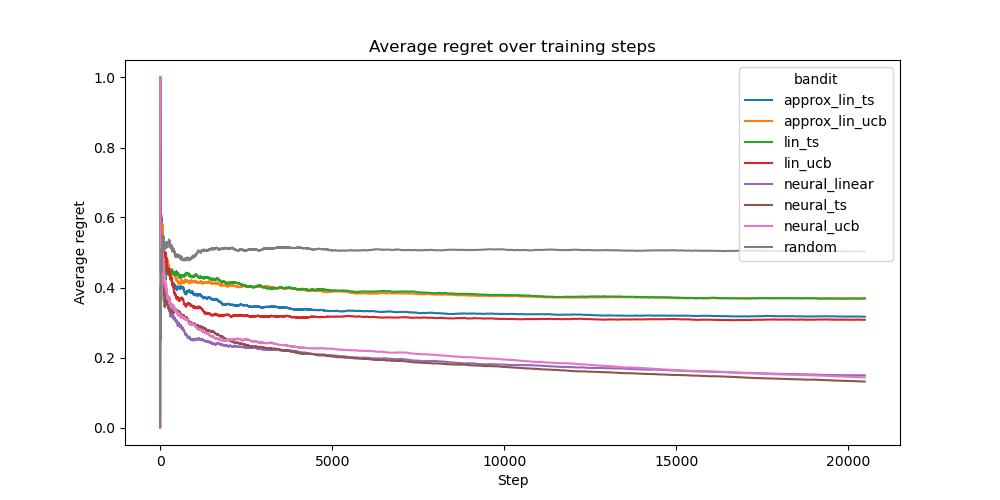 Average regret over training steps
Average regret
1.0
0.8
0.6
0.4
0.2
0.0
bandit
approx_lin_ts
approx_lin_ucb
lin_ts
lin_ucb
neural_linear
neural_ts
neural_ucb
random
0
5000
10000
15000
20000
Step